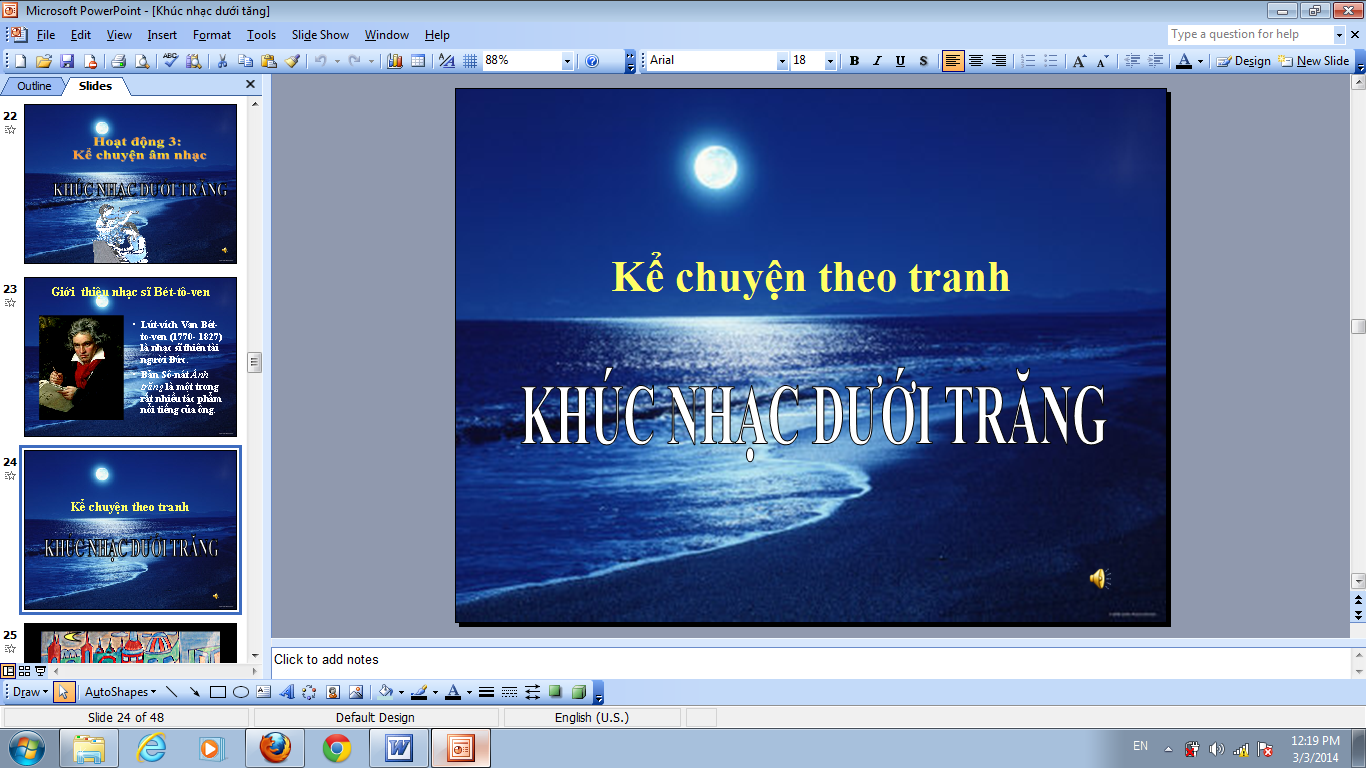 Microsoft PowerPoint - [Khúc nhạc dưới tăng]
File Edit View Insert Format Tools Slide Show Window Help
Type a question for help
88%
Arial
18
B I U S
Design
New Slide
Outline
Slides
22
Hoạt động 3:
Kể chuyện âm nhạc
KHÚC NHẠC DƯỚI TRĂNG
23
Giới thiệu nhạc sĩ Bét-tô-ven
• Lút-vích Van Bét-
tô-ven (1770- 1827)
là nhạc sĩ thiên tài
người Đức.
• Bản Sô-nát Ánh
trăng là một trong
rất nhiều tác phẩm
nổi tiếng của ông.
24
Kể chuyện theo tranh
KHÚC NHẠC DƯỚI TRĂNG
25
Kể chuyện theo tranh
KHÚC NHẠC DƯỚI TRĂNG
Click to add notes
Draw
AutoShapes
Slide 24 of 48
Default Design
English (U.S.)
EN
12:19 PM
3/3/2014